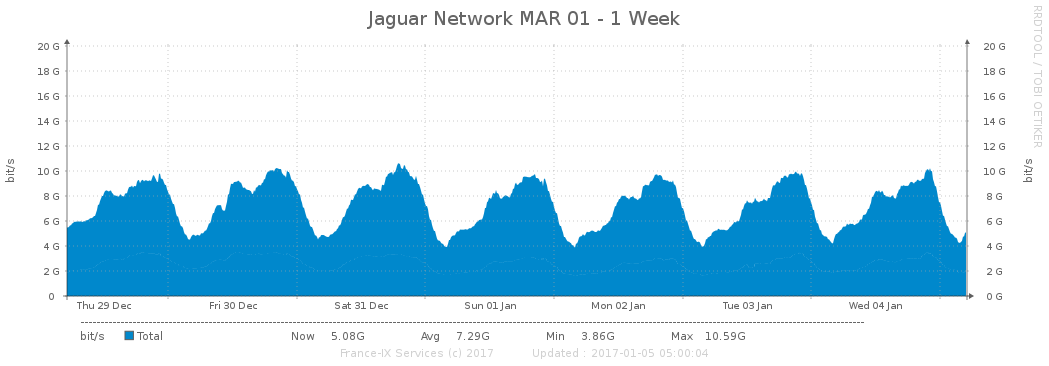 Jaguar Network MAR 01 - 1 Week
RRDTOOL / TOBI OETIKER
bit/s
bit/s
20 G 20 G
18 G 18 G
16 G 16 G
14 G 14 G
12 G 12 G
10 G 10 G
8 G 8 G
6 G 6 G
4 G 4 G
2 G 2 G
0 0 G
Thu 29 Dec Fri 30 Dec Sat 31 Dec Sun 01 Jan Mon 02 Jan Tue 03 Jan Wed 04 Jan
bit/s Total Now 5.08G Avg 7.29G Min 3.86G Max 10.59G
France-IX Services (c) 2017 Updated : 2017-01-05 05:00:04